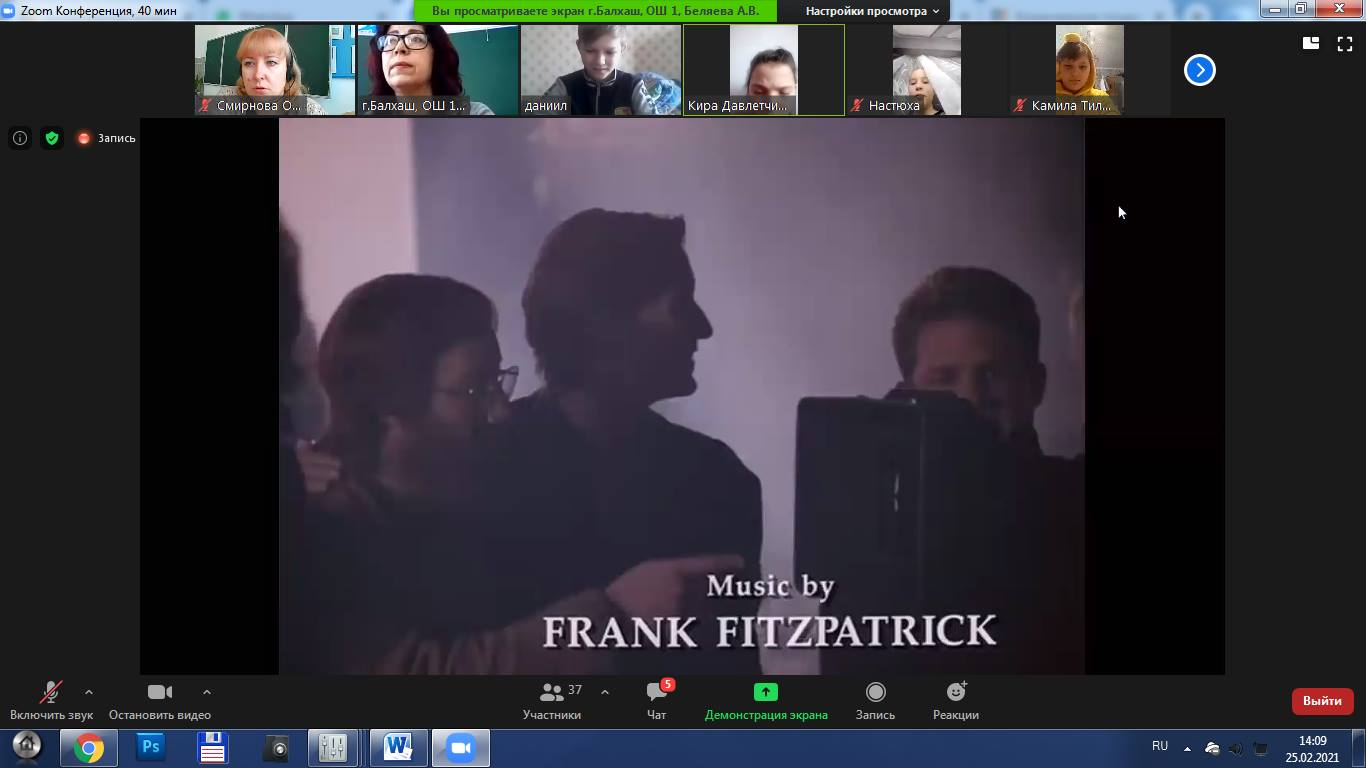 Zoom Конференция, 40 мин
Вы просматриваете экран г.Балхаш, ОШ 1, Беляева А.В.
Настройки просмотра
Смирнова О...
г.Балхаш, ОШ 1...
даниил
Кира Давлетчи...
Настюха
Камила Тил...
Запись
Music by
FRANK FITZPATRICK
37
5
Включить звук
Остановить видео
Участники
Чат
Демонстрация экрана
Запись
Реакции
Выйти
Ps
W
RU
14:09
25.02.2021